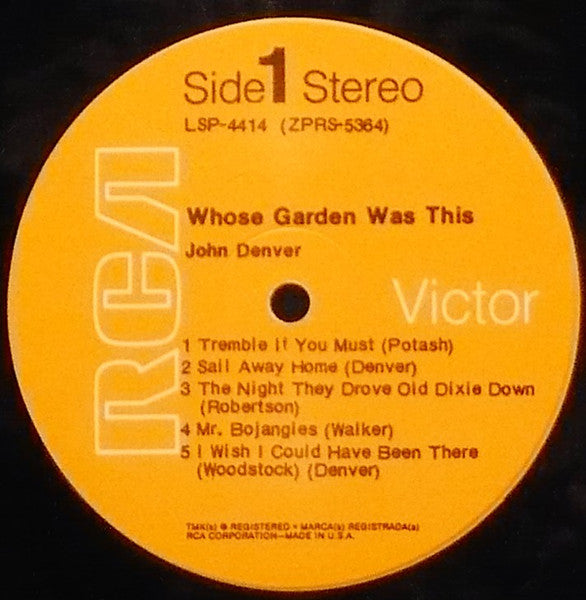 Side 1 Stereo
LSP-4414 (ZPRS-5364)
Whose Garden Was This
John Denver
RCA
Victor
1 Tremble If You Must (Potash)
2 Sail Away Home (Denver)
3 The Night They Drove Old Dixie Down
(Robertson)
4 Mr. Bojangles (Walker)
5 I Wish I Could Have Been There
(Woodstock) (Denver)
TMK(s) ® REGISTERED • MARCA(s) REGISTRADA(s)
RCA CORPORATION—MADE IN U.S.A.